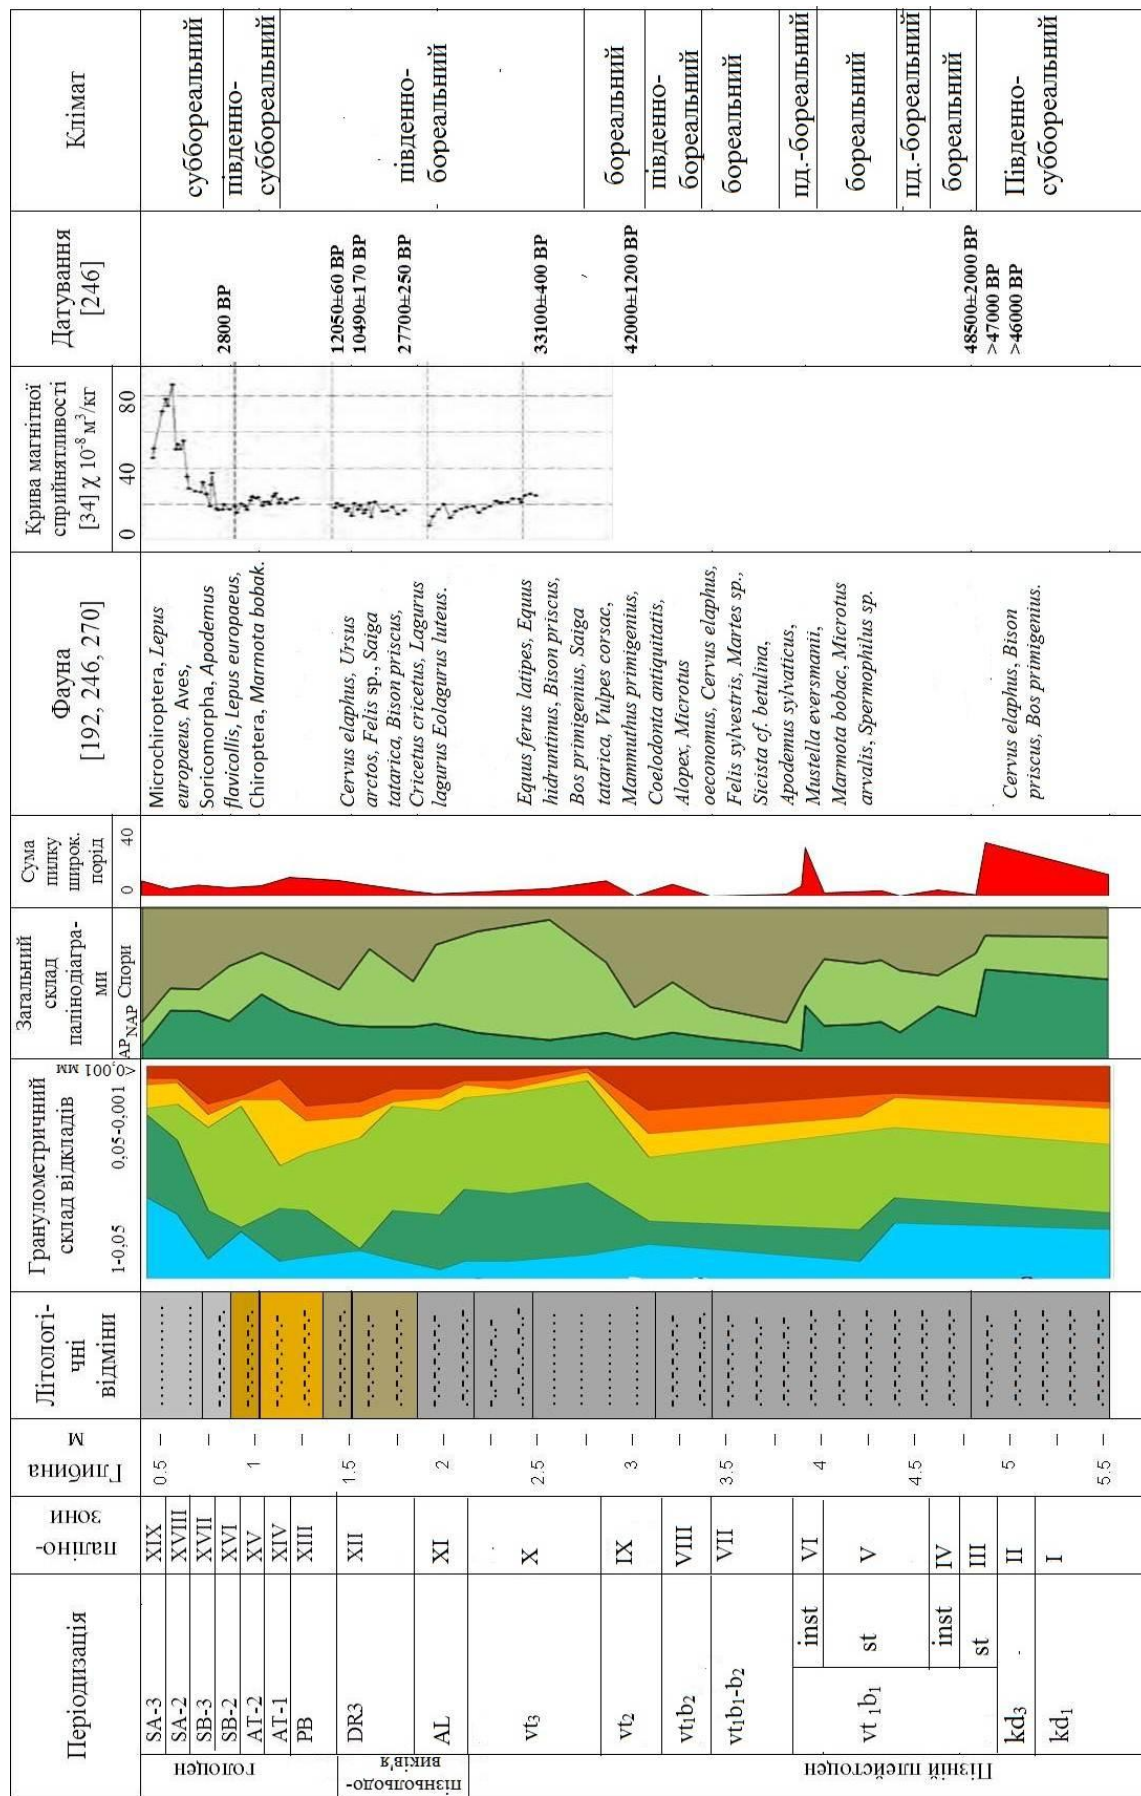 Періодизація
голоцен
пізньольодо-
виків'я
Пізній плейстоцен
SA-3
SA-2
SB-3
SB-2
AT-2
AT-1
PB
DR3
AL
vt₃
vt₂
vt₁b₂
vt₁b₁-b₂
vt ₁b₁
inst
st
inst
st
kd₃
kd₁
паліно-
зони
XIX
XVIII
XVII
XVI
XV
XIV
XIII
XII
XI
X
IX
VIII
VII
VI
V
IV
III
II
I
Глибина
м
0.5
1
1.5
2
2.5
3
3.5
4
4.5
5
5.5
Літологі-
чні
відміни
Гранулометричний
склад відкладів
1-0,05
0,05-0,001
<0,001 мм
Загальний
склад
палінодіагра-
ми
AP
NAP
Спори
Сума
пилку
широк.
порід
0
40
Фауна
[192, 246, 270]
Microchiroptera, Lepus
europaeus, Aves,
Soricomorpha, Apodemus
flavicollis, Lepus europaeus,
Chiroptera, Marmota bobak.
Cervus elaphus, Ursus
arctos, Felis sp., Saiga
tatarica, Bison priscus,
Cricetus cricetus, Lagurus
lagurus Eolagurus luteus.
Equus ferus latipes, Equus
hidruntinus, Bison priscus,
Bos primigenius, Saiga
tatarica, Vulpes corsac,
Mammuthus primigenius,
Coelodonta antiquitatis,
Alopex, Microtus
oeconomus, Cervus elaphus,
Felis sylvestris, Martes sp.,
Sicista cf. betulina,
Apodemus sylvaticus,
Mustella eversmanii,
Marmota bobac, Microtus
arvalis, Spermophilus sp.
Cervus elaphus, Bison
priscus, Bos primigenius.
Крива магнітної
сприйнятливості
[34] χ 10⁻⁸ м³/кг
0
40
80
Датування
[246]
2800 BP
12050±60 BP
10490±170 BP
27700±250 BP
33100±400 BP
42000±1200 BP
48500±2000 BP
>47000 BP
>46000 BP
Клімат
суббореальний
південно-
суббореальний
південно-
бореальний
бореальний
південно-
бореальний
бореальний
пд.-бореальний
бореальний
пд.-бореальний
бореальний
Південно-
суббореальний